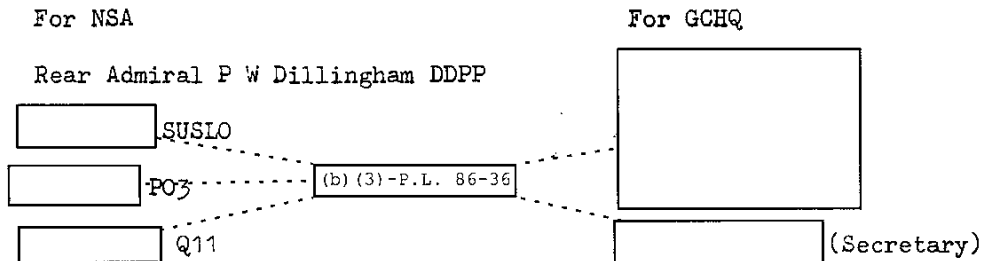 For NSA For GCHQ
Rear Admiral P W Dillingham DDPP
SUSLO
PO3 (b)(3)-P.L. 86-36
Q11 (Secretary)